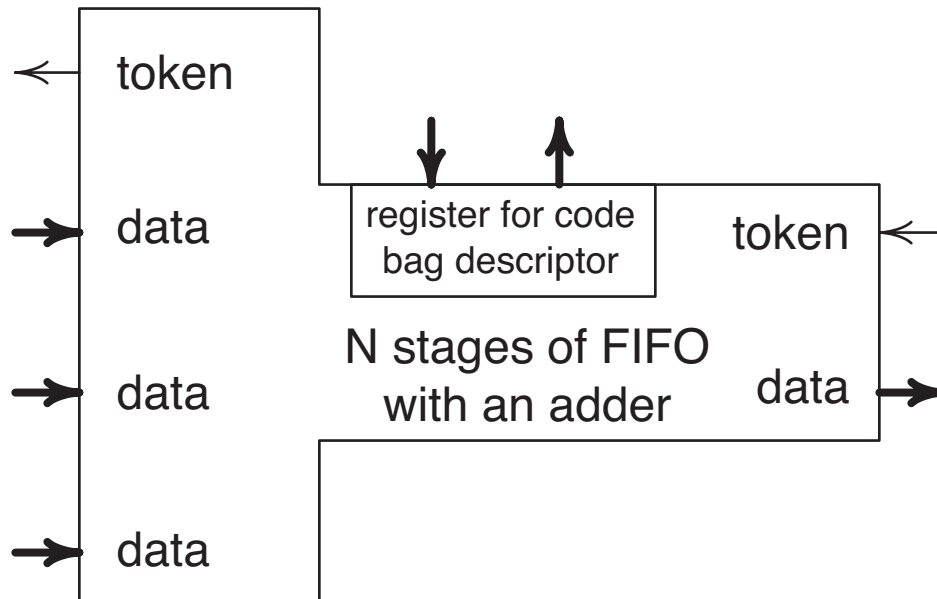 token
data
register for code
bag descriptor
token
N stages of FIFO
with an adder
data
data
data